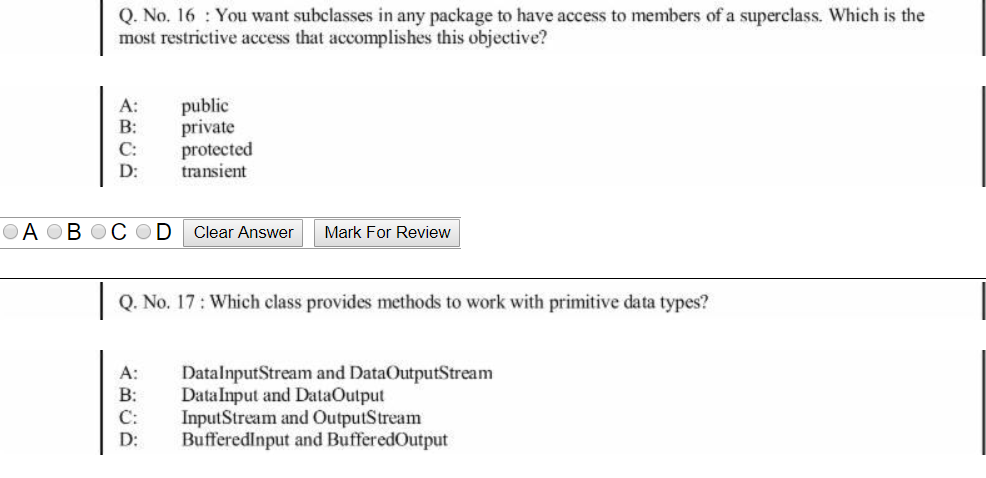 Q. No. 16 : You want subclasses in any package to have access to members of a superclass. Which is the
most restrictive access that accomplishes this objective?
A: public
B: private
C: protected
D: transient
A B C D Clear Answer Mark For Review
Q. No. 17 : Which class provides methods to work with primitive data types?
A: DataInputStream and DataOutputStream
B: DataInput and DataOutput
C: InputStream and OutputStream
D: BufferedInput and BufferedOutput